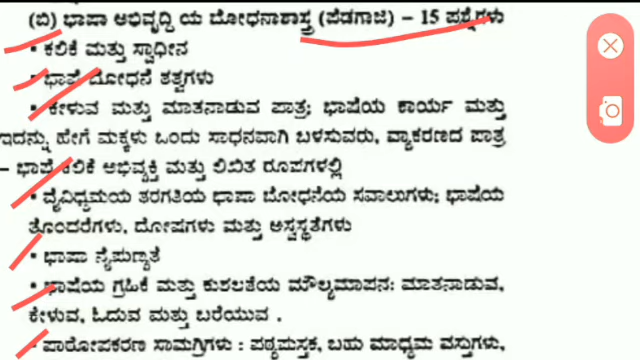 (ಬಿ) ಭಾಷಾ ಅಭಿವೃದ್ಧಿ ಯ ಬೋಧನಾಶಾಸ್ತ್ರ (ಪೆಡಗಾಜಿ) – 15 ಪ್ರಶ್ನೆಗಳು
• ಕಲಿಕೆ ಮತ್ತು ಸ್ವಾಧೀನ
• ಭಾಷೆ ಬೋಧನೆ ತತ್ವಗಳು
• ಕೇಳುವ ಮತ್ತು ಮಾತನಾಡುವ ಪಾತ್ರ; ಭಾಷೆಯ ಕಾರ್ಯ ಮತ್ತು
ಇದನ್ನು ಹೇಗೆ ಮಕ್ಕಳು ಒಂದು ಸಾಧನವಾಗಿ ಬಳಸುವರು, ವ್ಯಾಕರಣದ ಪಾತ್ರ
– ಭಾಷೆ ಕಲಿಕೆ ಅಭಿವ್ಯಕ್ತಿ ಮತ್ತು ಲಿಖಿತ ರೂಪಗಳಲ್ಲಿ
• ವೈವಿಧ್ಯಮಯ ತರಗತಿಯ ಭಾಷಾ ಬೋಧನೆಯ ಸವಾಲುಗಳು; ಭಾಷೆಯ
ತೊಂದರೆಗಳು, ದೋಷಗಳು ಮತ್ತು ಅಸ್ವಸ್ಥತೆಗಳು
• ಭಾಷಾ ನೈಪುಣ್ಯತೆ
• ಭಾಷೆಯ ಗ್ರಹಿಕೆ ಮತ್ತು ಕುಶಲತೆಯ ಮೌಲ್ಯಮಾಪನ: ಮಾತನಾಡುವ,
ಕೇಳುವ, ಓದುವ ಮತ್ತು ಬರೆಯುವ .
• ಪಾಠೋಪಕರಣ ಸಾಮಗ್ರಿಗಳು : ಪಠ್ಯಪುಸ್ತಕ, ಬಹು ಮಾಧ್ಯಮ ವಸ್ತುಗಳು,